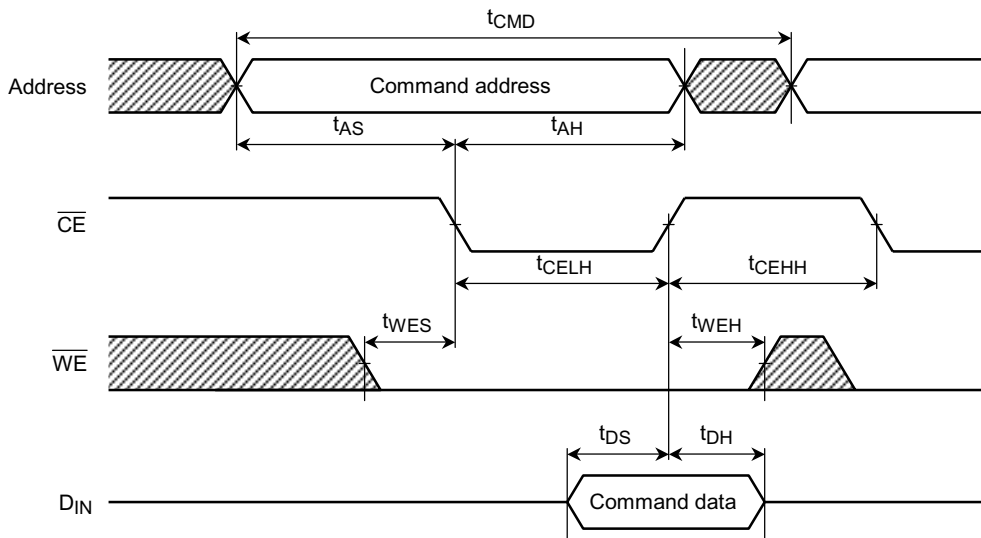 tCMD
Address
Command address
tAS
tAH
CE
tCELH
tCEHH
tWES
tWEH
WE
tDS
tDH
DIN
Command data